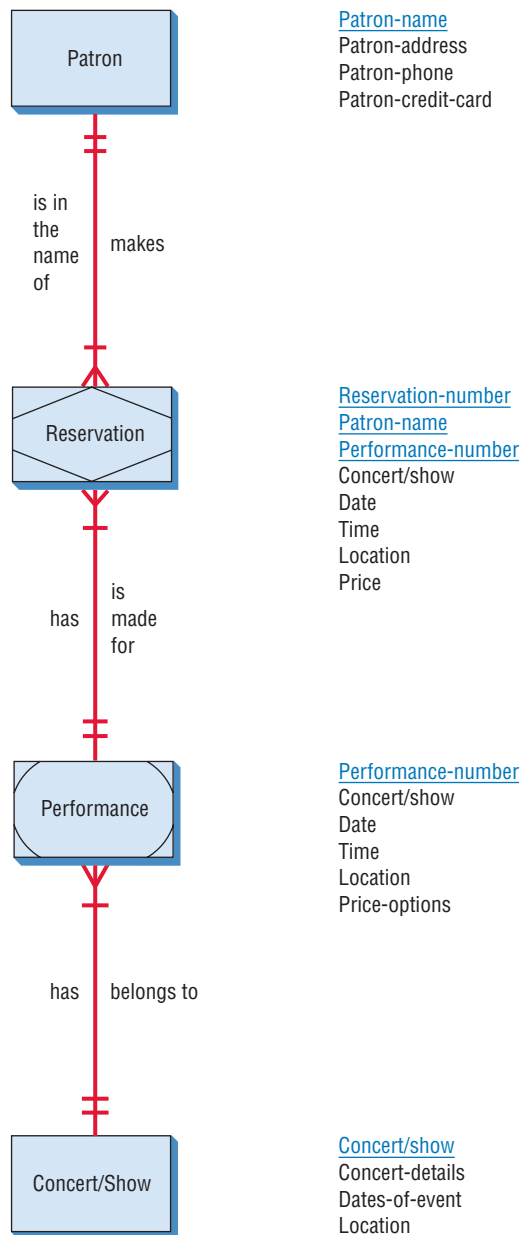 Patron
Patron-name
Patron-address
Patron-phone
Patron-credit-card
is in
the
name
of
makes
Reservation
Reservation-number
Patron-name
Performance-number
Concert/show
Date
Time
Location
Price
has
is
made
for
Performance
Performance-number
Concert/show
Date
Time
Location
Price-options
has
belongs to
Concert/Show
Concert/show
Concert-details
Dates-of-event
Location